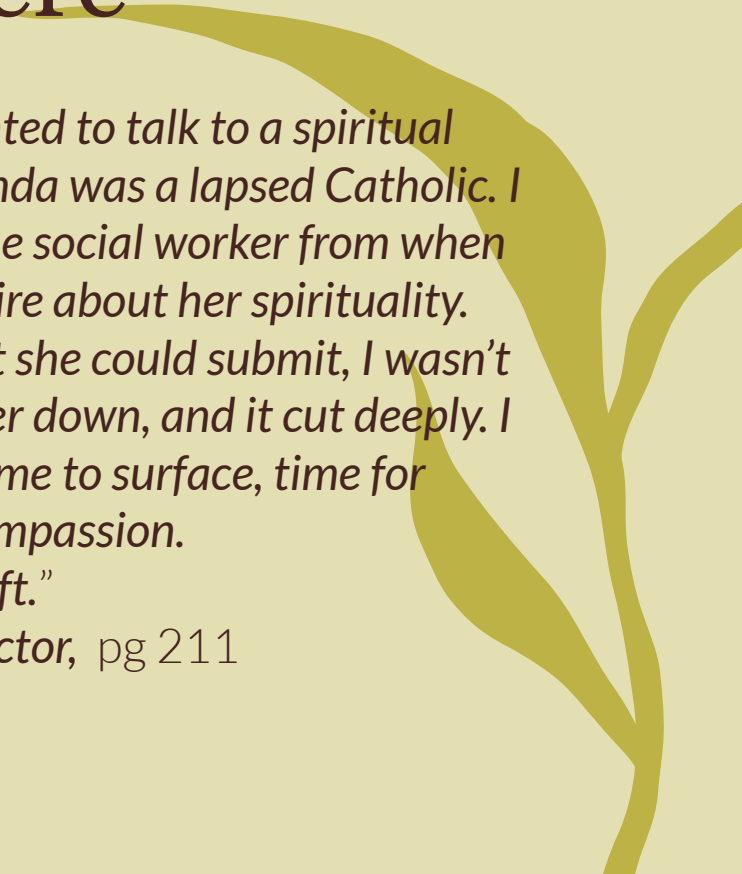 ere
ted to talk to a spiritual
nda was a lapsed Catholic. I
e social worker from when
ire about her spirituality.
t she could submit, I wasn’t
er down, and it cut deeply. I
me to surface, time for
mpassion.
ft.”
ctor, pg 211